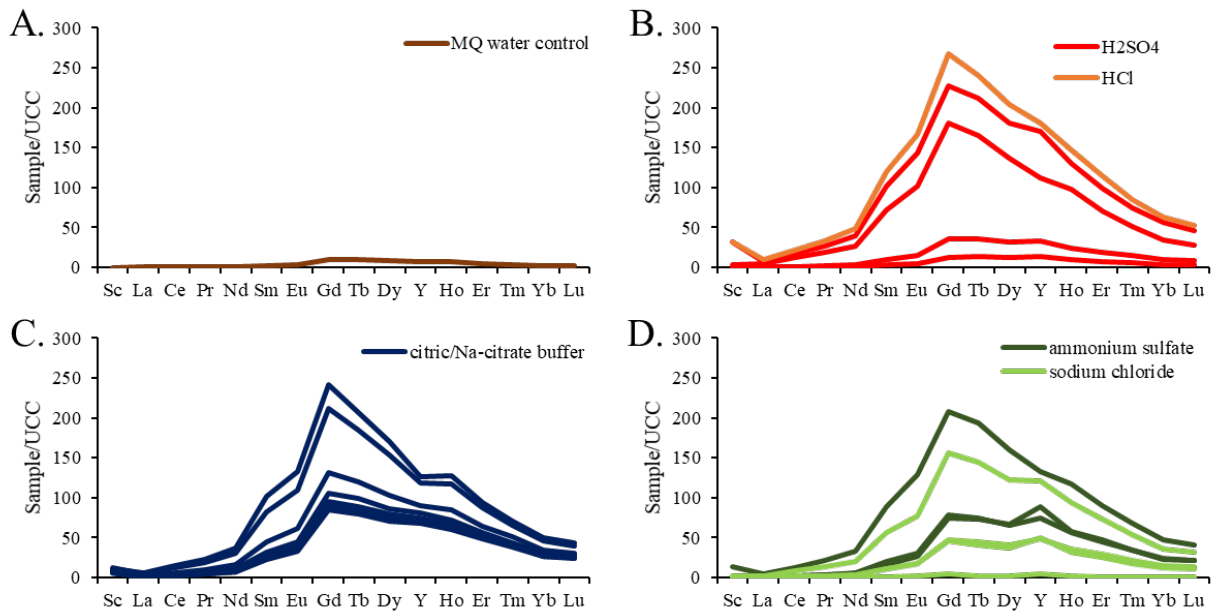 A.
MQ water control
Sample/UCC
300
250
200
150
100
50
0
Sc La Ce Pr Nd Sm Eu Gd Tb Dy Y Ho Er Tm Yb Lu
B.
H2SO4
HCl
Sample/UCC
300
250
200
150
100
50
0
Sc La Ce Pr Nd Sm Eu Gd Tb Dy Y Ho Er Tm Yb Lu
C.
citric/Na-citrate buffer
Sample/UCC
300
250
200
150
100
50
0
Sc La Ce Pr Nd Sm Eu Gd Tb Dy Y Ho Er Tm Yb Lu
D.
ammonium sulfate
sodium chloride
Sample/UCC
300
250
200
150
100
50
0
Sc La Ce Pr Nd Sm Eu Gd Tb Dy Y Ho Er Tm Yb Lu